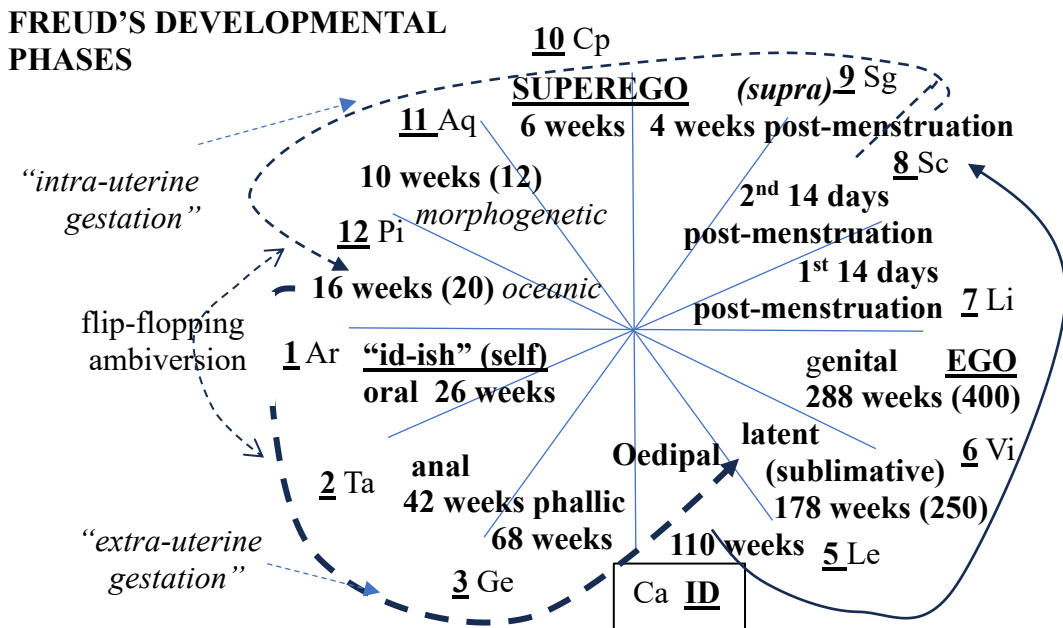 FREUD’S DEVELOPMENTAL
PHASES
10 Cp
SUPEREGO (supra) 9 Sg
11 Aq
6 weeks 4 weeks post-menstruation
8 Sc
“intra-uterine
gestation”
10 weeks (12)
morphogenetic
2nd 14 days
post-menstruation
12 Pi
16 weeks (20) oceanic
1st 14 days
post-menstruation
7 Li
flip-flopping
ambiversion
1 Ar
“id-ish” (self)
oral 26 weeks
genital EGO
288 weeks (400)
2 Ta
anal
42 weeks phallic
68 weeks
Oedipal
latent
(sublimative)
178 weeks (250)
6 Vi
110 weeks
5 Le
“extra-uterine
gestation”
3 Ge
Ca ID